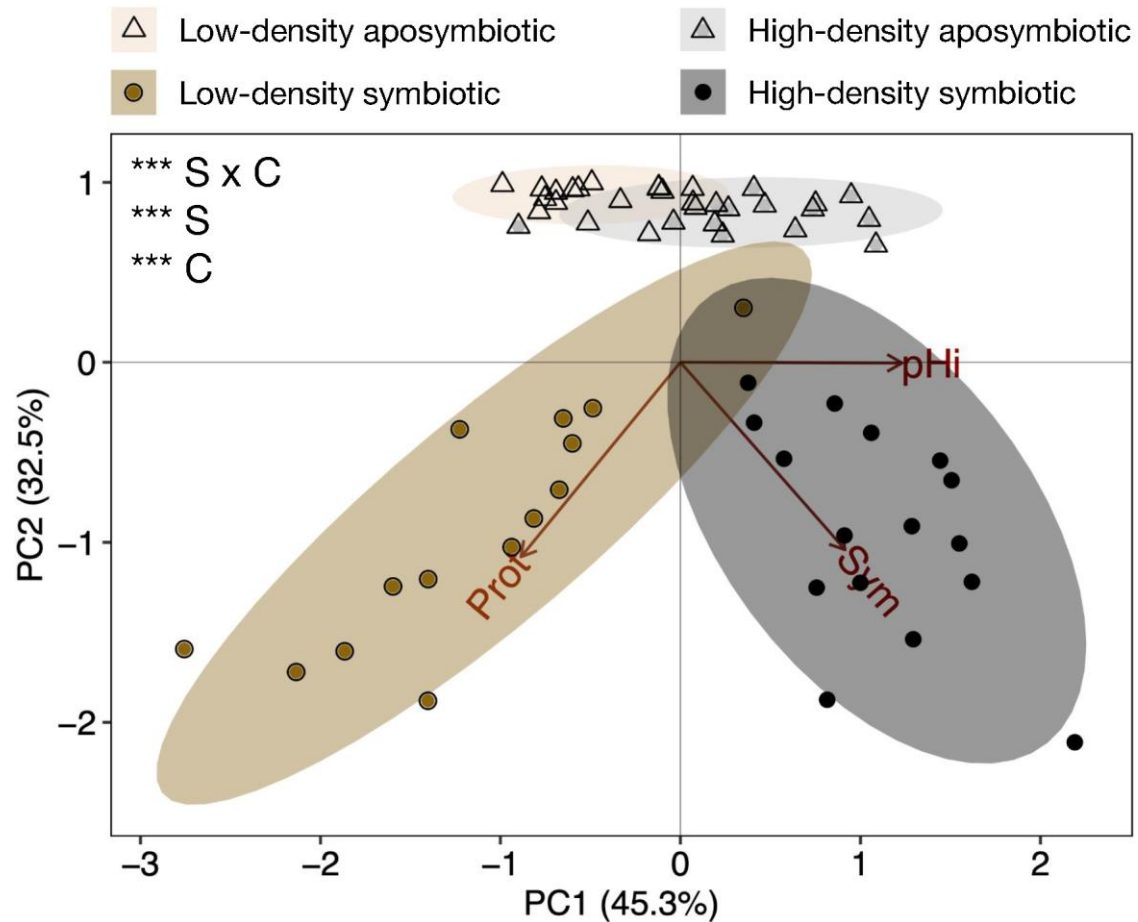 Low-density aposymbiotic
High-density aposymbiotic
Low-density symbiotic
High-density symbiotic
*** S x C
*** S
*** C
1
0
−1
−2
PC2 (32.5%)
pHi
Prot
Sym
−3
−2
−1
0
1
2
PC1 (45.3%)